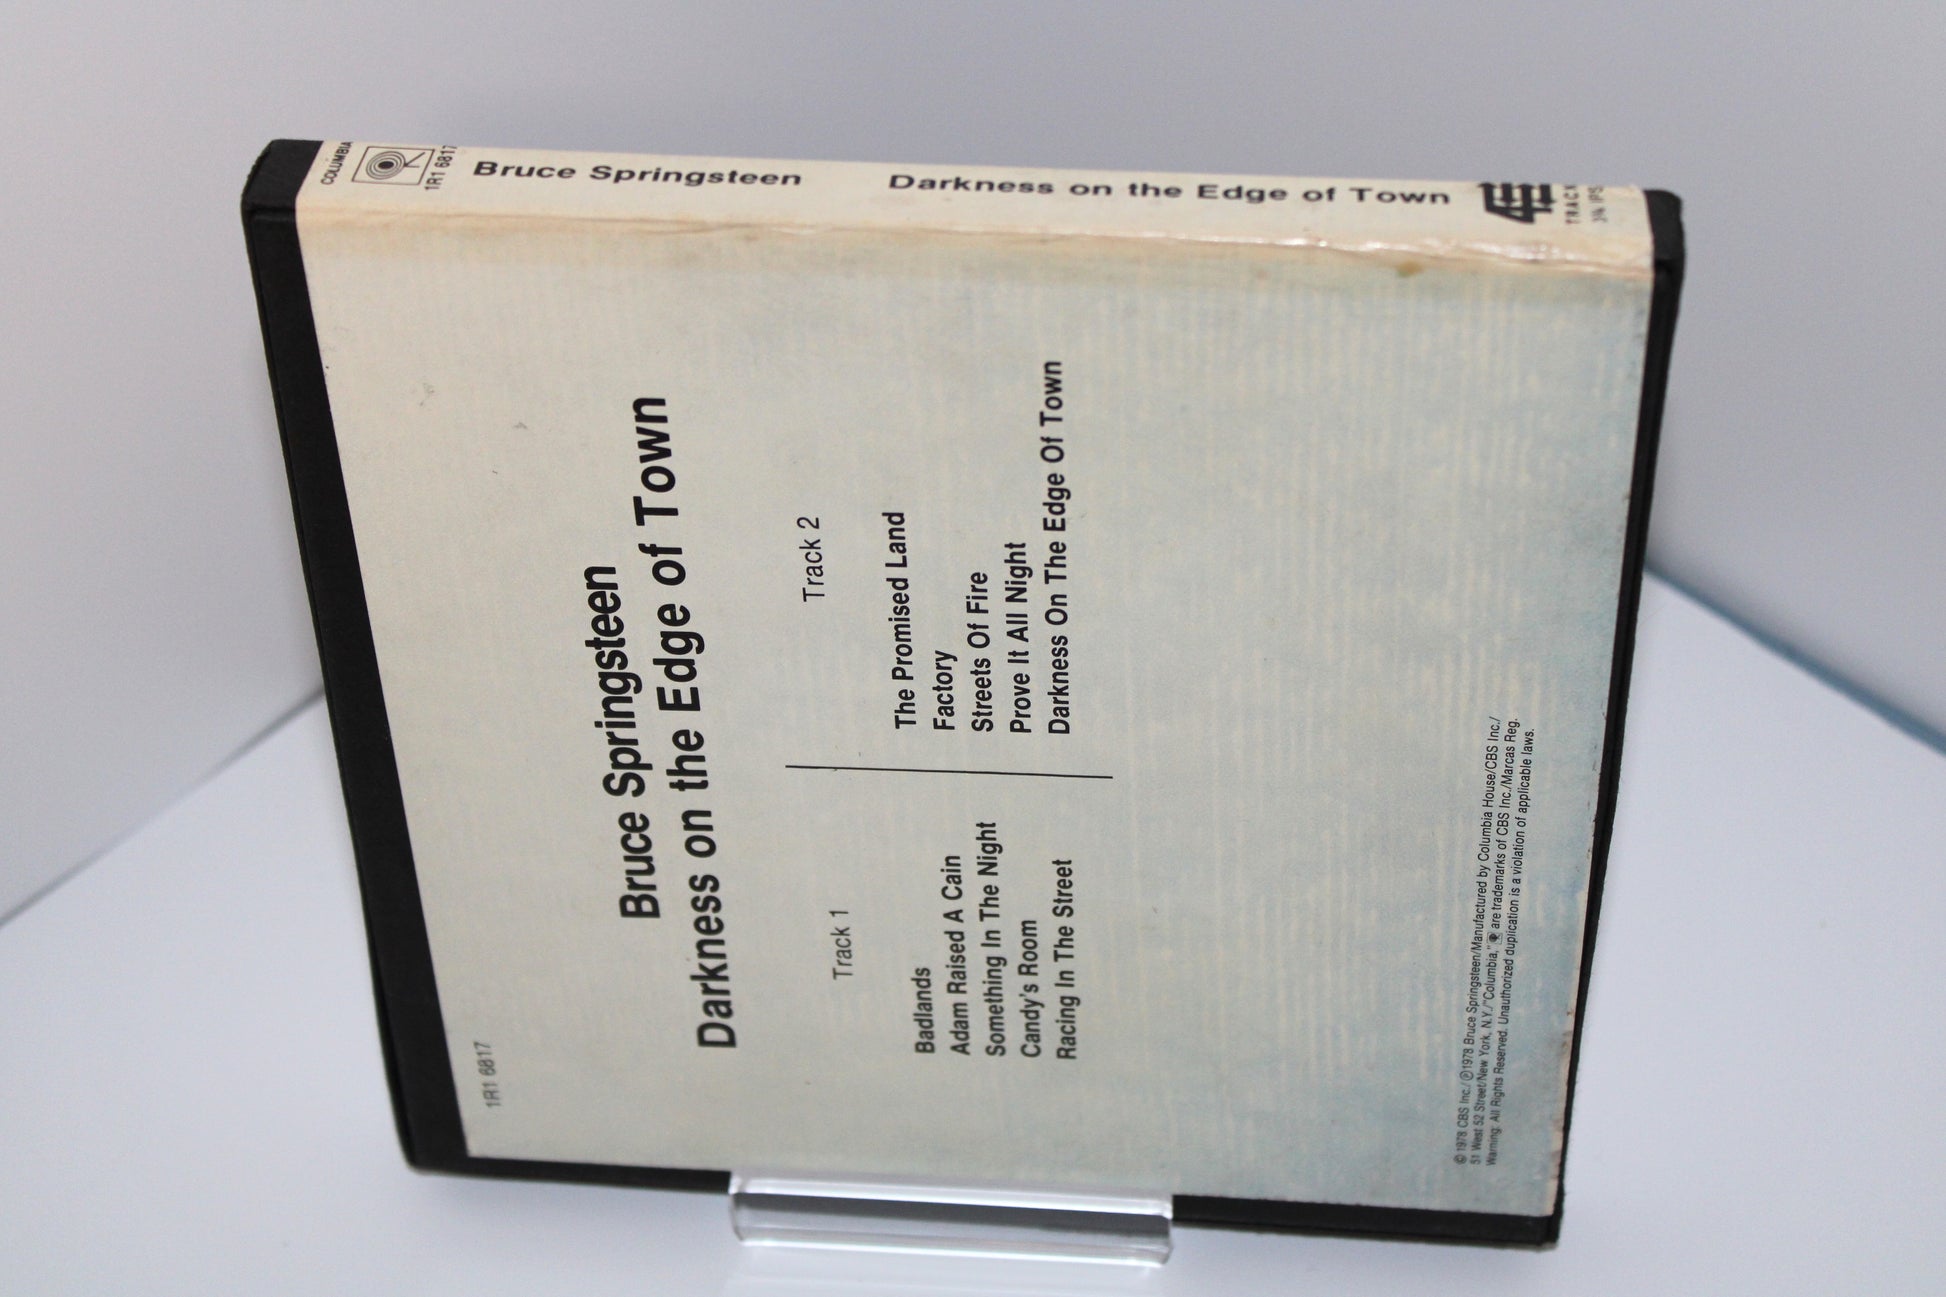 COLUMBIA
1R1 6817
Bruce Springsteen Darkness on the Edge of Town
4
TRACK
3¾ IPS
1R1 6817
Bruce Springsteen
Darkness on the Edge of Town
Track 1
Badlands
Adam Raised A Cain
Something In The Night
Candy's Room
Racing In The Street
Track 2
The Promised Land
Factory
Streets Of Fire
Prove It All Night
Darkness On The Edge Of Town
© 1978 CBS Inc./ ℗ 1978 Bruce Springsteen/Manufactured by Columbia House/CBS Inc./
51 West 52 Street/New York, N.Y./"Columbia," are trademarks of CBS Inc./Marcas Reg.
Warning: All Rights Reserved. Unauthorized duplication is a violation of applicable laws.